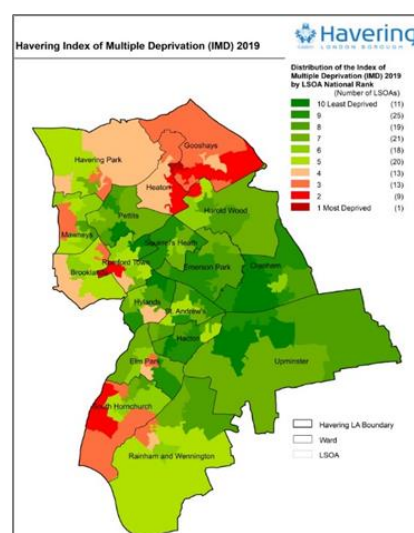 Havering
LONDON BOROUGH
Havering Index of Multiple Deprivation (IMD) 2019
Distribution of the Index of
Multiple Deprivation (IMD) 2019
by LSOA National Rank
(Number of LSOAs)
10 Least Deprived (11)
9 (25)
8 (19)
7 (21)
6 (18)
5 (20)
4 (13)
3 (13)
2 (9)
1 Most Deprived (1)
Gooshays
Havering Park
Heaton
Harold Wood
Pettits
Mawneys
Squirrel's Heath
Romford Town
Emerson Park
Cranham
Brooklands
Hylands
St. Andrew's
Hacton
Upminster
Elm Park
South Hornchurch
Rainham and Wennington
Havering LA Boundary
Ward
LSOA